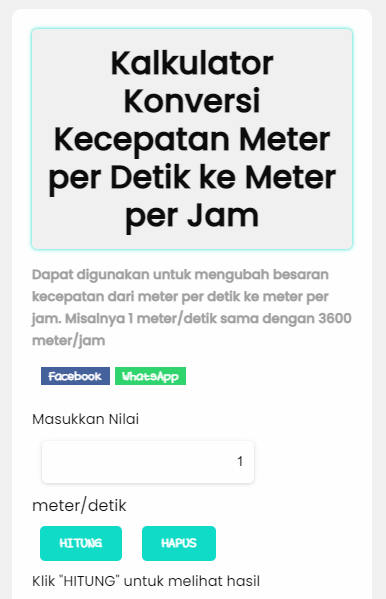 Kalkulator
Konversi
Kecepatan Meter
per Detik ke Meter
per Jam
Dapat digunakan untuk mengubah besaran
kecepatan dari meter per detik ke meter per
jam. Misalnya 1 meter/detik sama dengan 3600
meter/jam
Facebook WhatsApp
Masukkan Nilai
1
meter/detik
HITUNG HAPUS
Klik "HITUNG" untuk melihat hasil